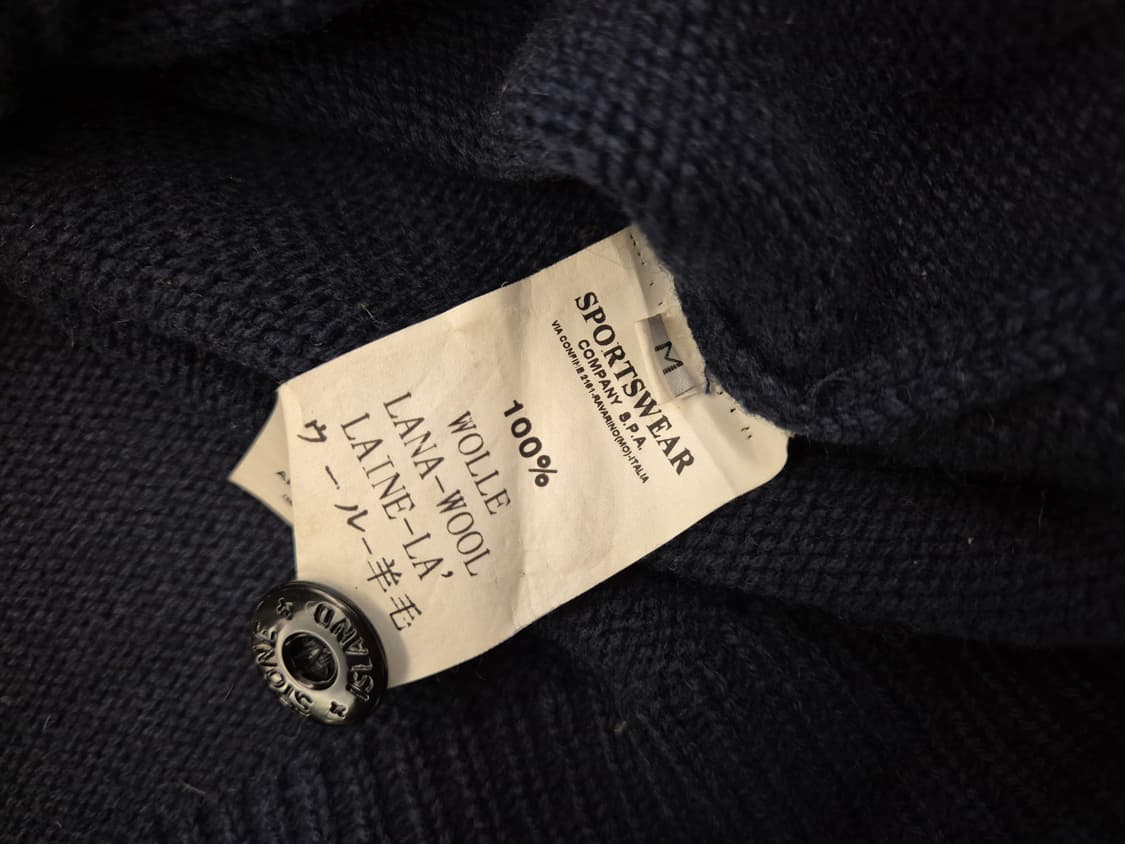 M
SPORTSWEAR
COMPANY S.P.A.
VIA CONFINE 2161-RAVARINO(MO)-ITALIA
100%
WOLLE
LANA-WOOL
LAINE-LA'
ウール-羊毛
STONE
ISLAND